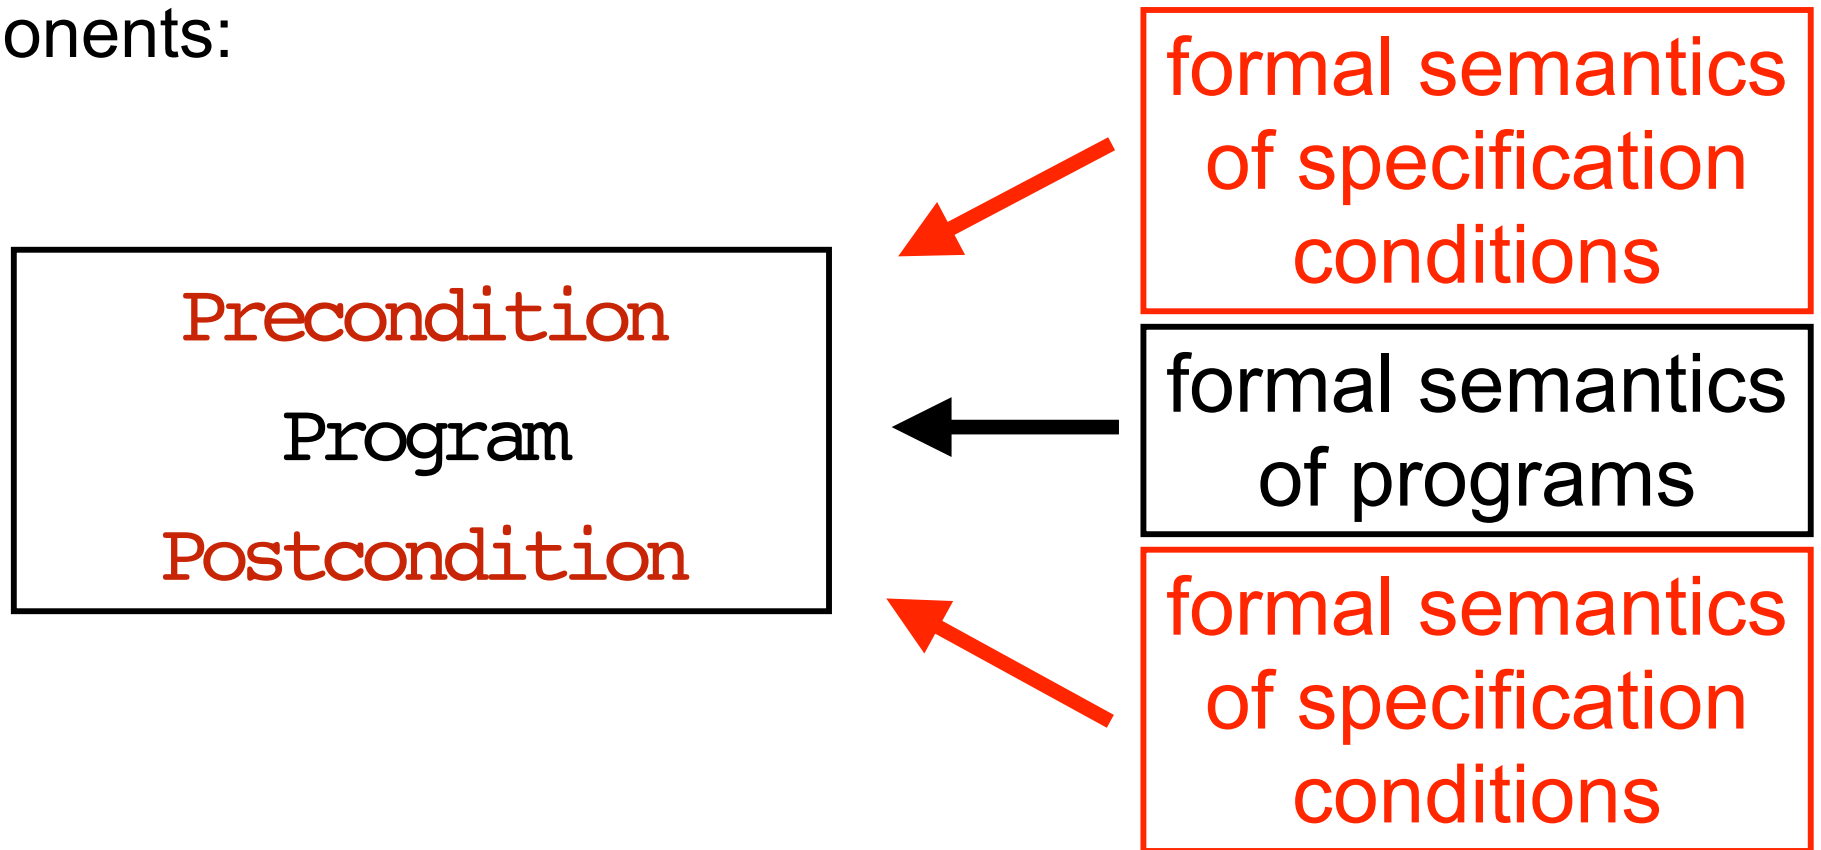 onents:
formal semantics
of specification
conditions
Precondition
Program
Postcondition
formal semantics
of programs
formal semantics
of specification
conditions